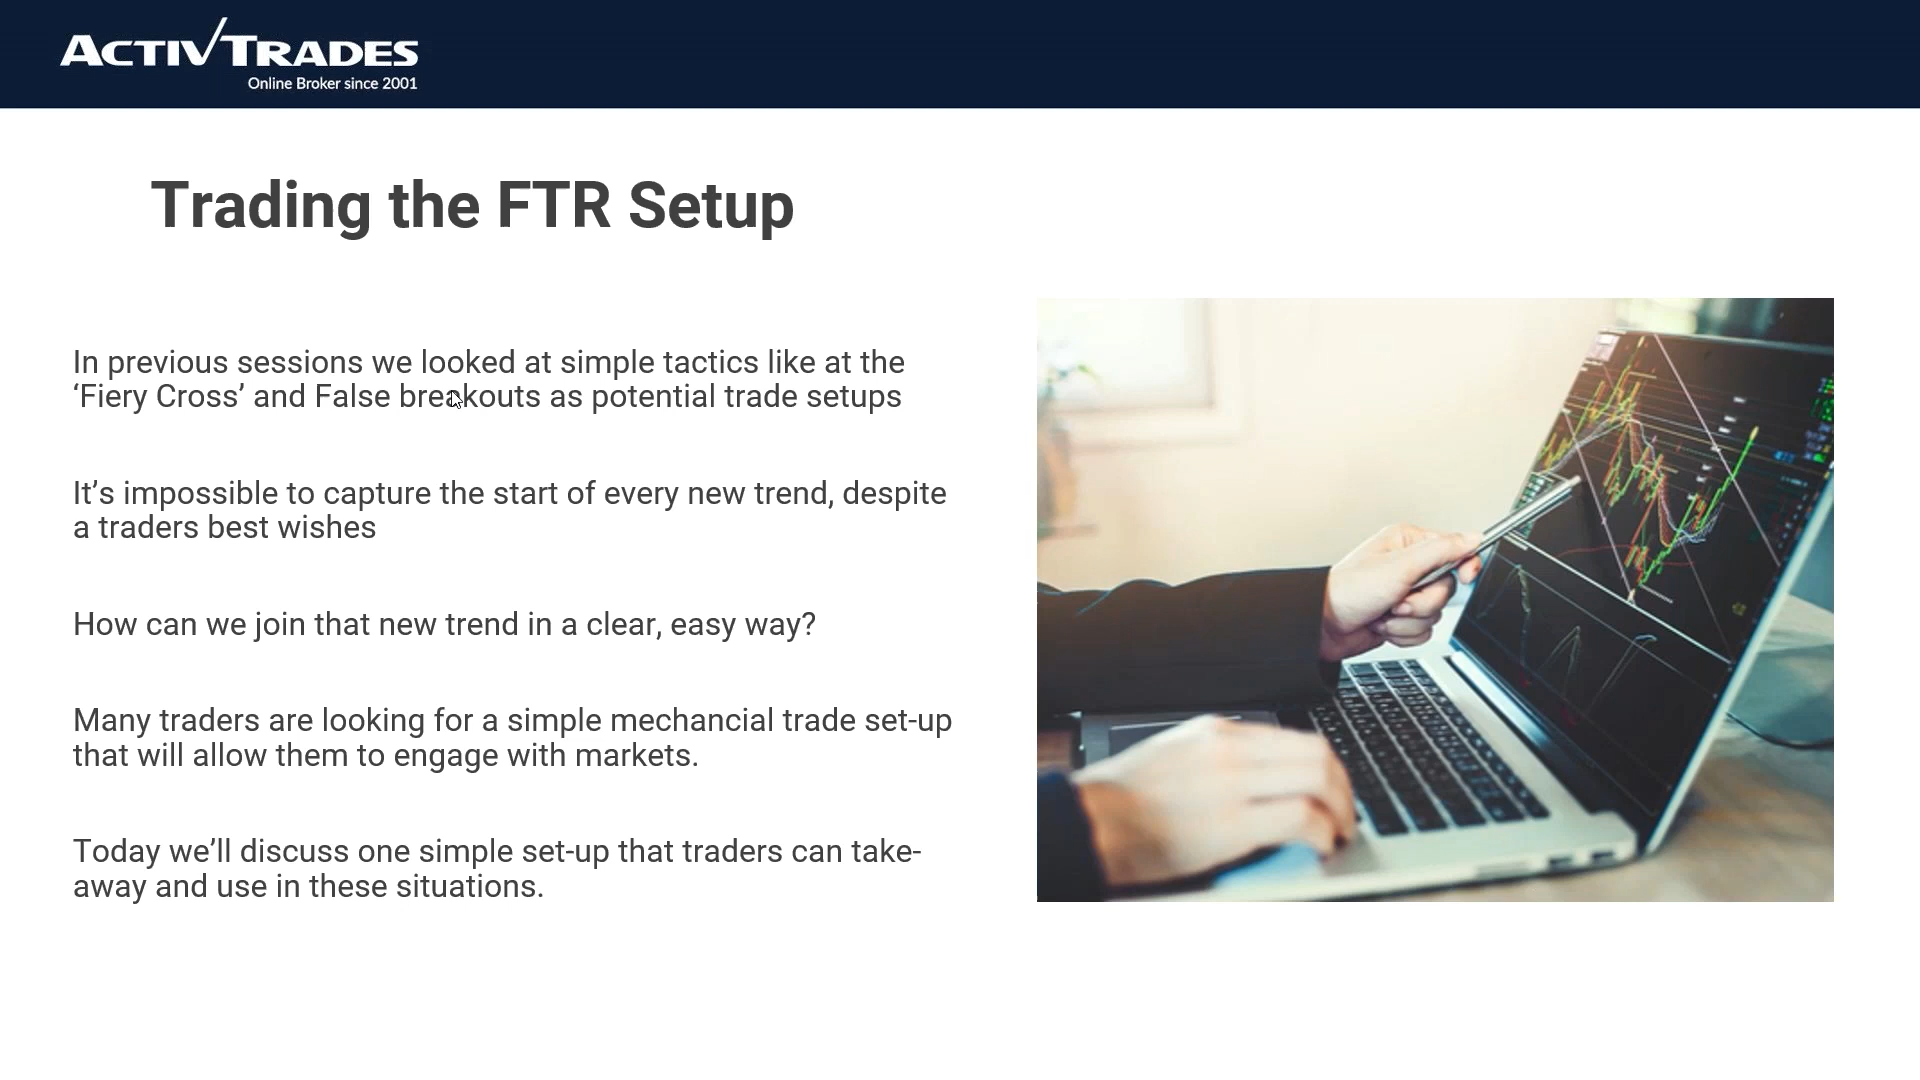 ACTIVTRADES
Online Broker since 2001
Trading the FTR Setup
In previous sessions we looked at simple tactics like at the
‘Fiery Cross’ and False breakouts as potential trade setups
It’s impossible to capture the start of every new trend, despite
a traders best wishes
How can we join that new trend in a clear, easy way?
Many traders are looking for a simple mechancial trade set-up
that will allow them to engage with markets.
Today we’ll discuss one simple set-up that traders can take-
away and use in these situations.